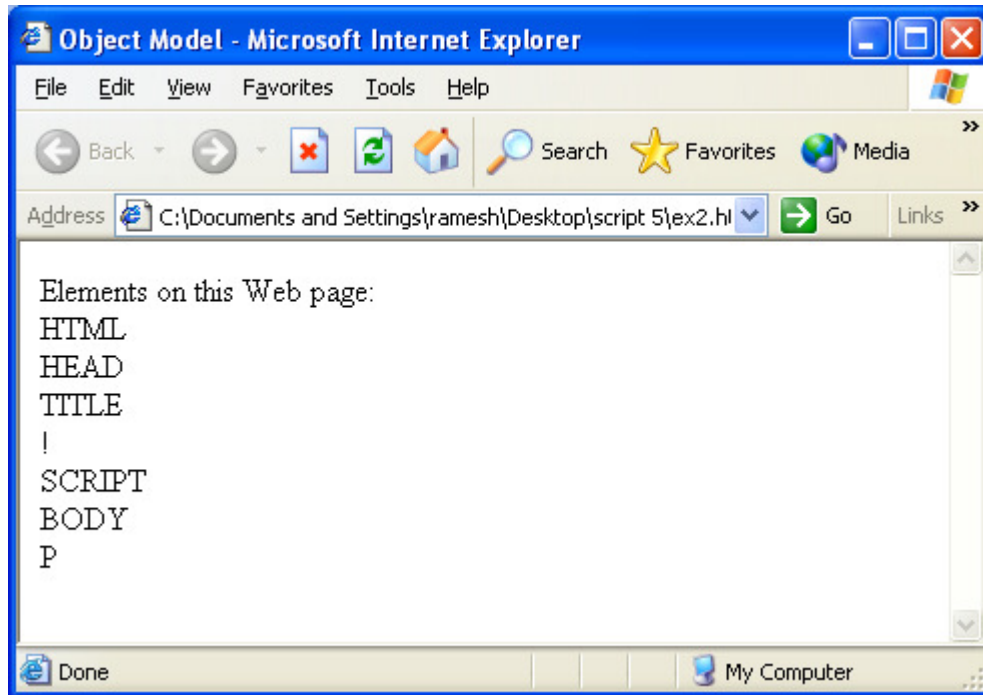 Object Model - Microsoft Internet Explorer
File Edit View Favorites Tools Help
Back Search Favorites Media »
Address C:\Documents and Settings\ramesh\Desktop\script 5\ex2.h Go Links »
Elements on this Web page:
HTML
HEAD
TITLE
!
SCRIPT
BODY
P
Done My Computer